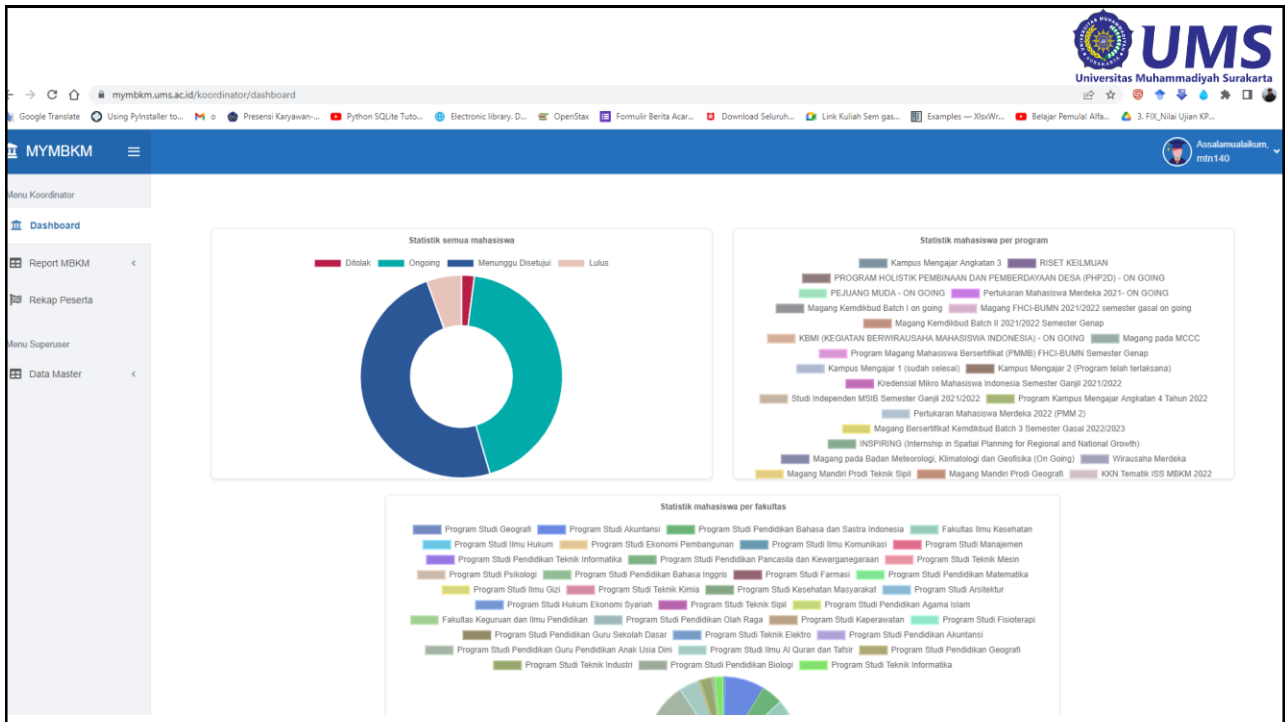 UMS
Universitas Muhammadiyah Surakarta
mymbkm.ums.ac.id/koordinator/dashboard
Google Translate Using PyInstaller to... M o Presensi Karyawan-... Python SQLite Tuto... Electronic library. D... OpenStax Formulir Berita Acar... Download Seluruh... Link Kuliah Sem gas... Examples — XlsxWr... Belajar Pemula! Alfa... 3. FIX_Nilai Ujian KP...
MYMBKM
Assalamualaikum,
mtn140
Menu Koordinator
Dashboard
Report MBKM
Rekap Peserta
Menu Superuser
Data Master
Statistik semua mahasiswa
Ditolak Ongoing Menunggu Disetujui Lulus
Statistik mahasiswa per program
Kampus Mengajar Angkatan 3 RISET KEILMUAN
PROGRAM HOLISTIK PEMBINAAN DAN PEMBERDAYAAN DESA (PHP2D) - ON GOING
PEJUANG MUDA - ON GOING Pertukaran Mahasiswa Merdeka 2021- ON GOING
Magang Kemdikbud Batch I on going Magang FHCI-BUMN 2021/2022 semester gasal on going
Magang Kemdikbud Batch II 2021/2022 Semester Genap
KBMI (KEGIATAN BERWIRAUSAHA MAHASISWA INDONESIA) - ON GOING Magang pada MCCC
Program Magang Mahasiswa Bersertifikat (PMMB) FHCI-BUMN Semester Genap
Kampus Mengajar 1 (sudah selesai) Kampus Mengajar 2 (Program telah terlaksana)
Kredensial Mikro Mahasiswa Indonesia Semester Ganjil 2021/2022
Studi Independen MSIB Semester Ganjil 2021/2022 Program Kampus Mengajar Angkatan 4 Tahun 2022
Pertukaran Mahasiswa Merdeka 2022 (PMM 2)
Magang Bersertifikat Kemdikbud Batch 3 Semester Gasal 2022/2023
INSPIRING (Internship in Spatial Planning for Regional and National Growth)
Magang pada Badan Meteorologi, Klimatologi dan Geofisika (On Going) Wirausaha Merdeka
Magang Mandiri Prodi Teknik Sipil Magang Mandiri Prodi Geografi KKN Tematik ISS MBKM 2022
Statistik mahasiswa per fakultas
Program Studi Geografi Program Studi Akuntansi Program Studi Pendidikan Bahasa dan Sastra Indonesia Fakultas Ilmu Kesehatan
Program Studi Ilmu Hukum Program Studi Ekonomi Pembangunan Program Studi Ilmu Komunikasi Program Studi Manajemen
Program Studi Pendidikan Teknik Informatika Program Studi Pendidikan Pancasila dan Kewarganegaraan Program Studi Teknik Mesin
Program Studi Psikologi Program Studi Pendidikan Bahasa Inggris Program Studi Farmasi Program Studi Pendidikan Matematika
Program Studi Ilmu Gizi Program Studi Teknik Kimia Program Studi Kesehatan Masyarakat Program Studi Arsitektur
Program Studi Hukum Ekonomi Syariah Program Studi Teknik Sipil Program Studi Pendidikan Agama Islam
Fakultas Keguruan dan Ilmu Pendidikan Program Studi Pendidikan Olah Raga Program Studi Keperawatan Program Studi Fisioterapi
Program Studi Pendidikan Guru Sekolah Dasar Program Studi Teknik Elektro Program Studi Pendidikan Akuntansi
Program Studi Pendidikan Guru Pendidikan Anak Usia Dini Program Studi Ilmu Al Quran dan Tafsir Program Studi Pendidikan Geografi
Program Studi Teknik Industri Program Studi Pendidikan Biologi Program Studi Teknik Informatika